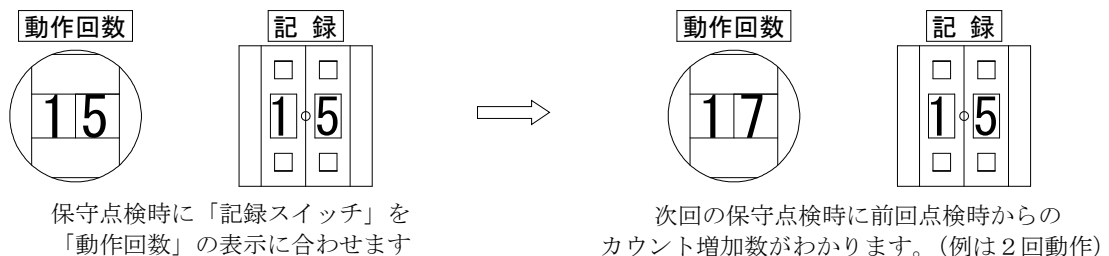 動作回数
記 録
15
1 5
保守点検時に「記録スイッチ」を
「動作回数」の表示に合わせます
動作回数
記 録
17
1 5
次回の保守点検時に前回点検時からの
カウント増加数がわかります。（例は２回動作）